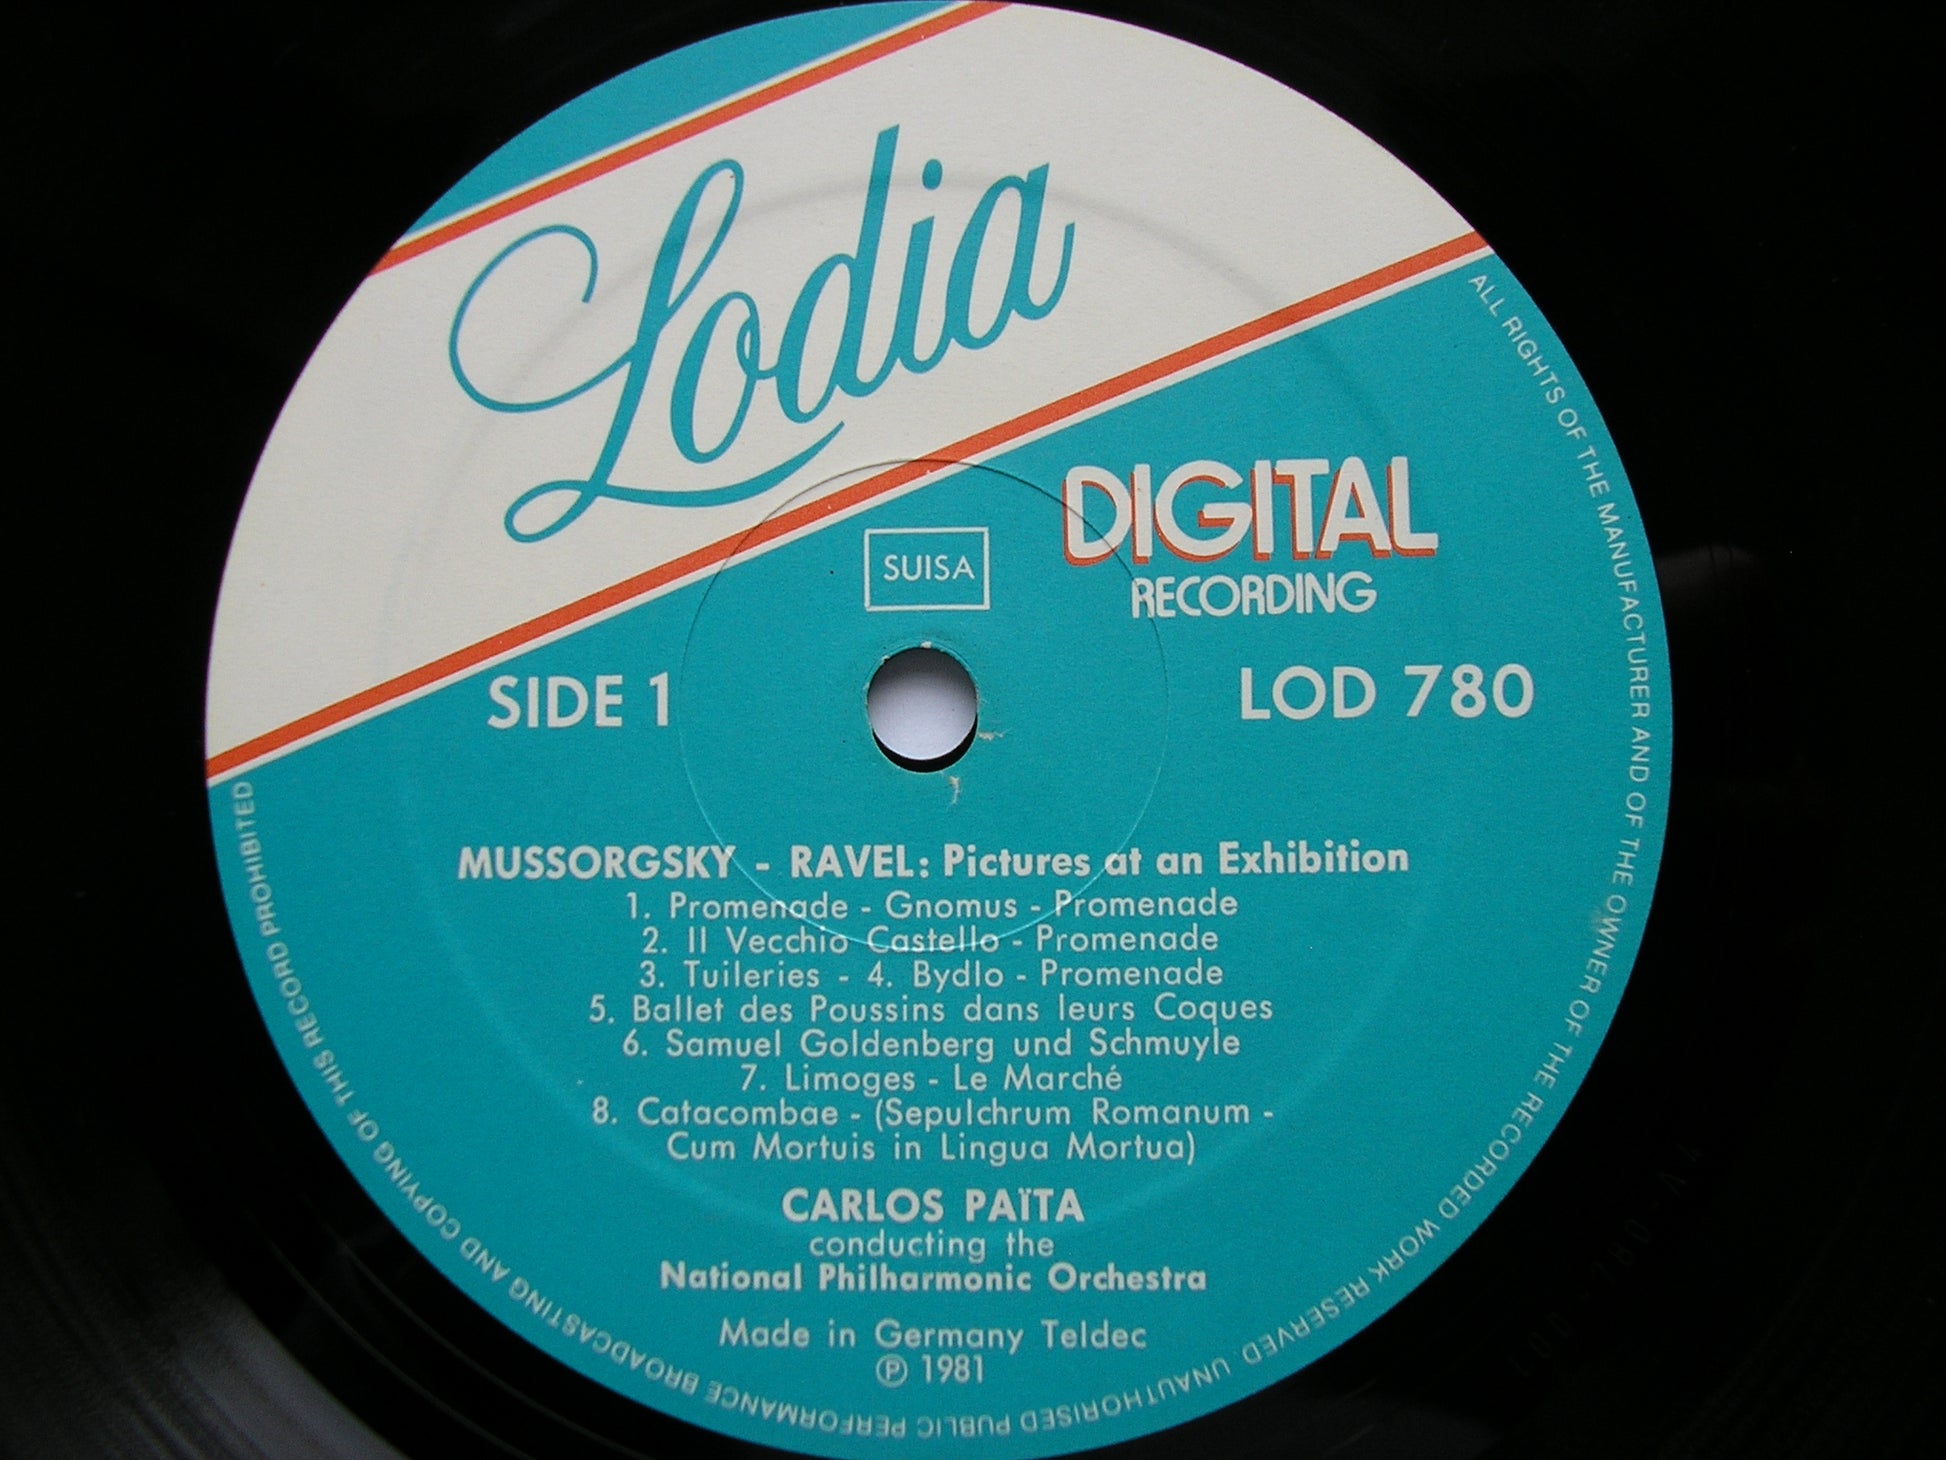 Lodia
DIGITAL
RECORDING
SUISA
SIDE 1
LOD 780
MUSSORGSKY - RAVEL: Pictures at an Exhibition
1. Promenade - Gnomus - Promenade
2. Il Vecchio Castello - Promenade
3. Tuileries - 4. Bydlo - Promenade
5. Ballet des Poussins dans leurs Coques
6. Samuel Goldenberg und Schmuyle
7. Limoges - Le Marché
8. Catacombae - (Sepulchrum Romanum -
Cum Mortuis in Lingua Mortua)
CARLOS PAÏTA
conducting the
National Philharmonic Orchestra
Made in Germany Teldec
℗ 1981
ALL RIGHTS OF THE MANUFACTURER AND OF THE OWNER OF THE RECORDED WORK RESERVED UNAUTHORISED PUBLIC PERFORMANCE BROADCASTING AND COPYING OF THIS RECORD PROHIBITED